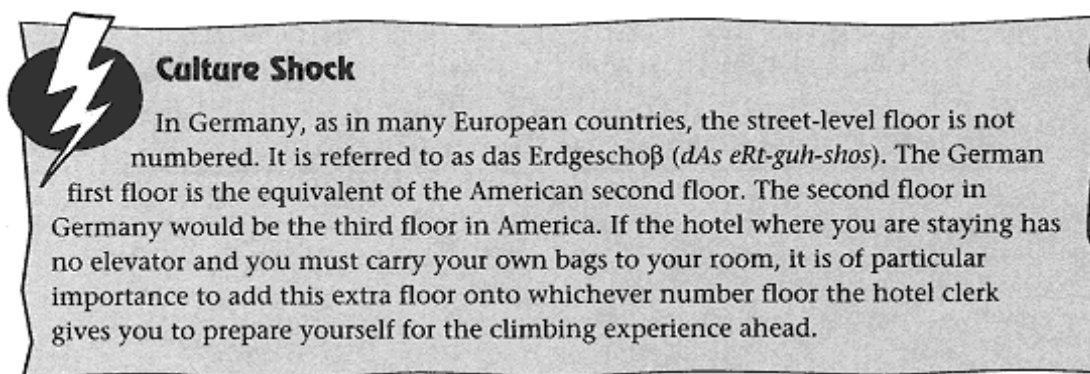 Culture Shock
In Germany, as in many European countries, the street-level floor is not
numbered. It is referred to as das Erdgeschoβ (dAs eRt-guh-shos). The German
first floor is the equivalent of the American second floor. The second floor in
Germany would be the third floor in America. If the hotel where you are staying has
no elevator and you must carry your own bags to your room, it is of particular
importance to add this extra floor onto whichever number floor the hotel clerk
gives you to prepare yourself for the climbing experience ahead.